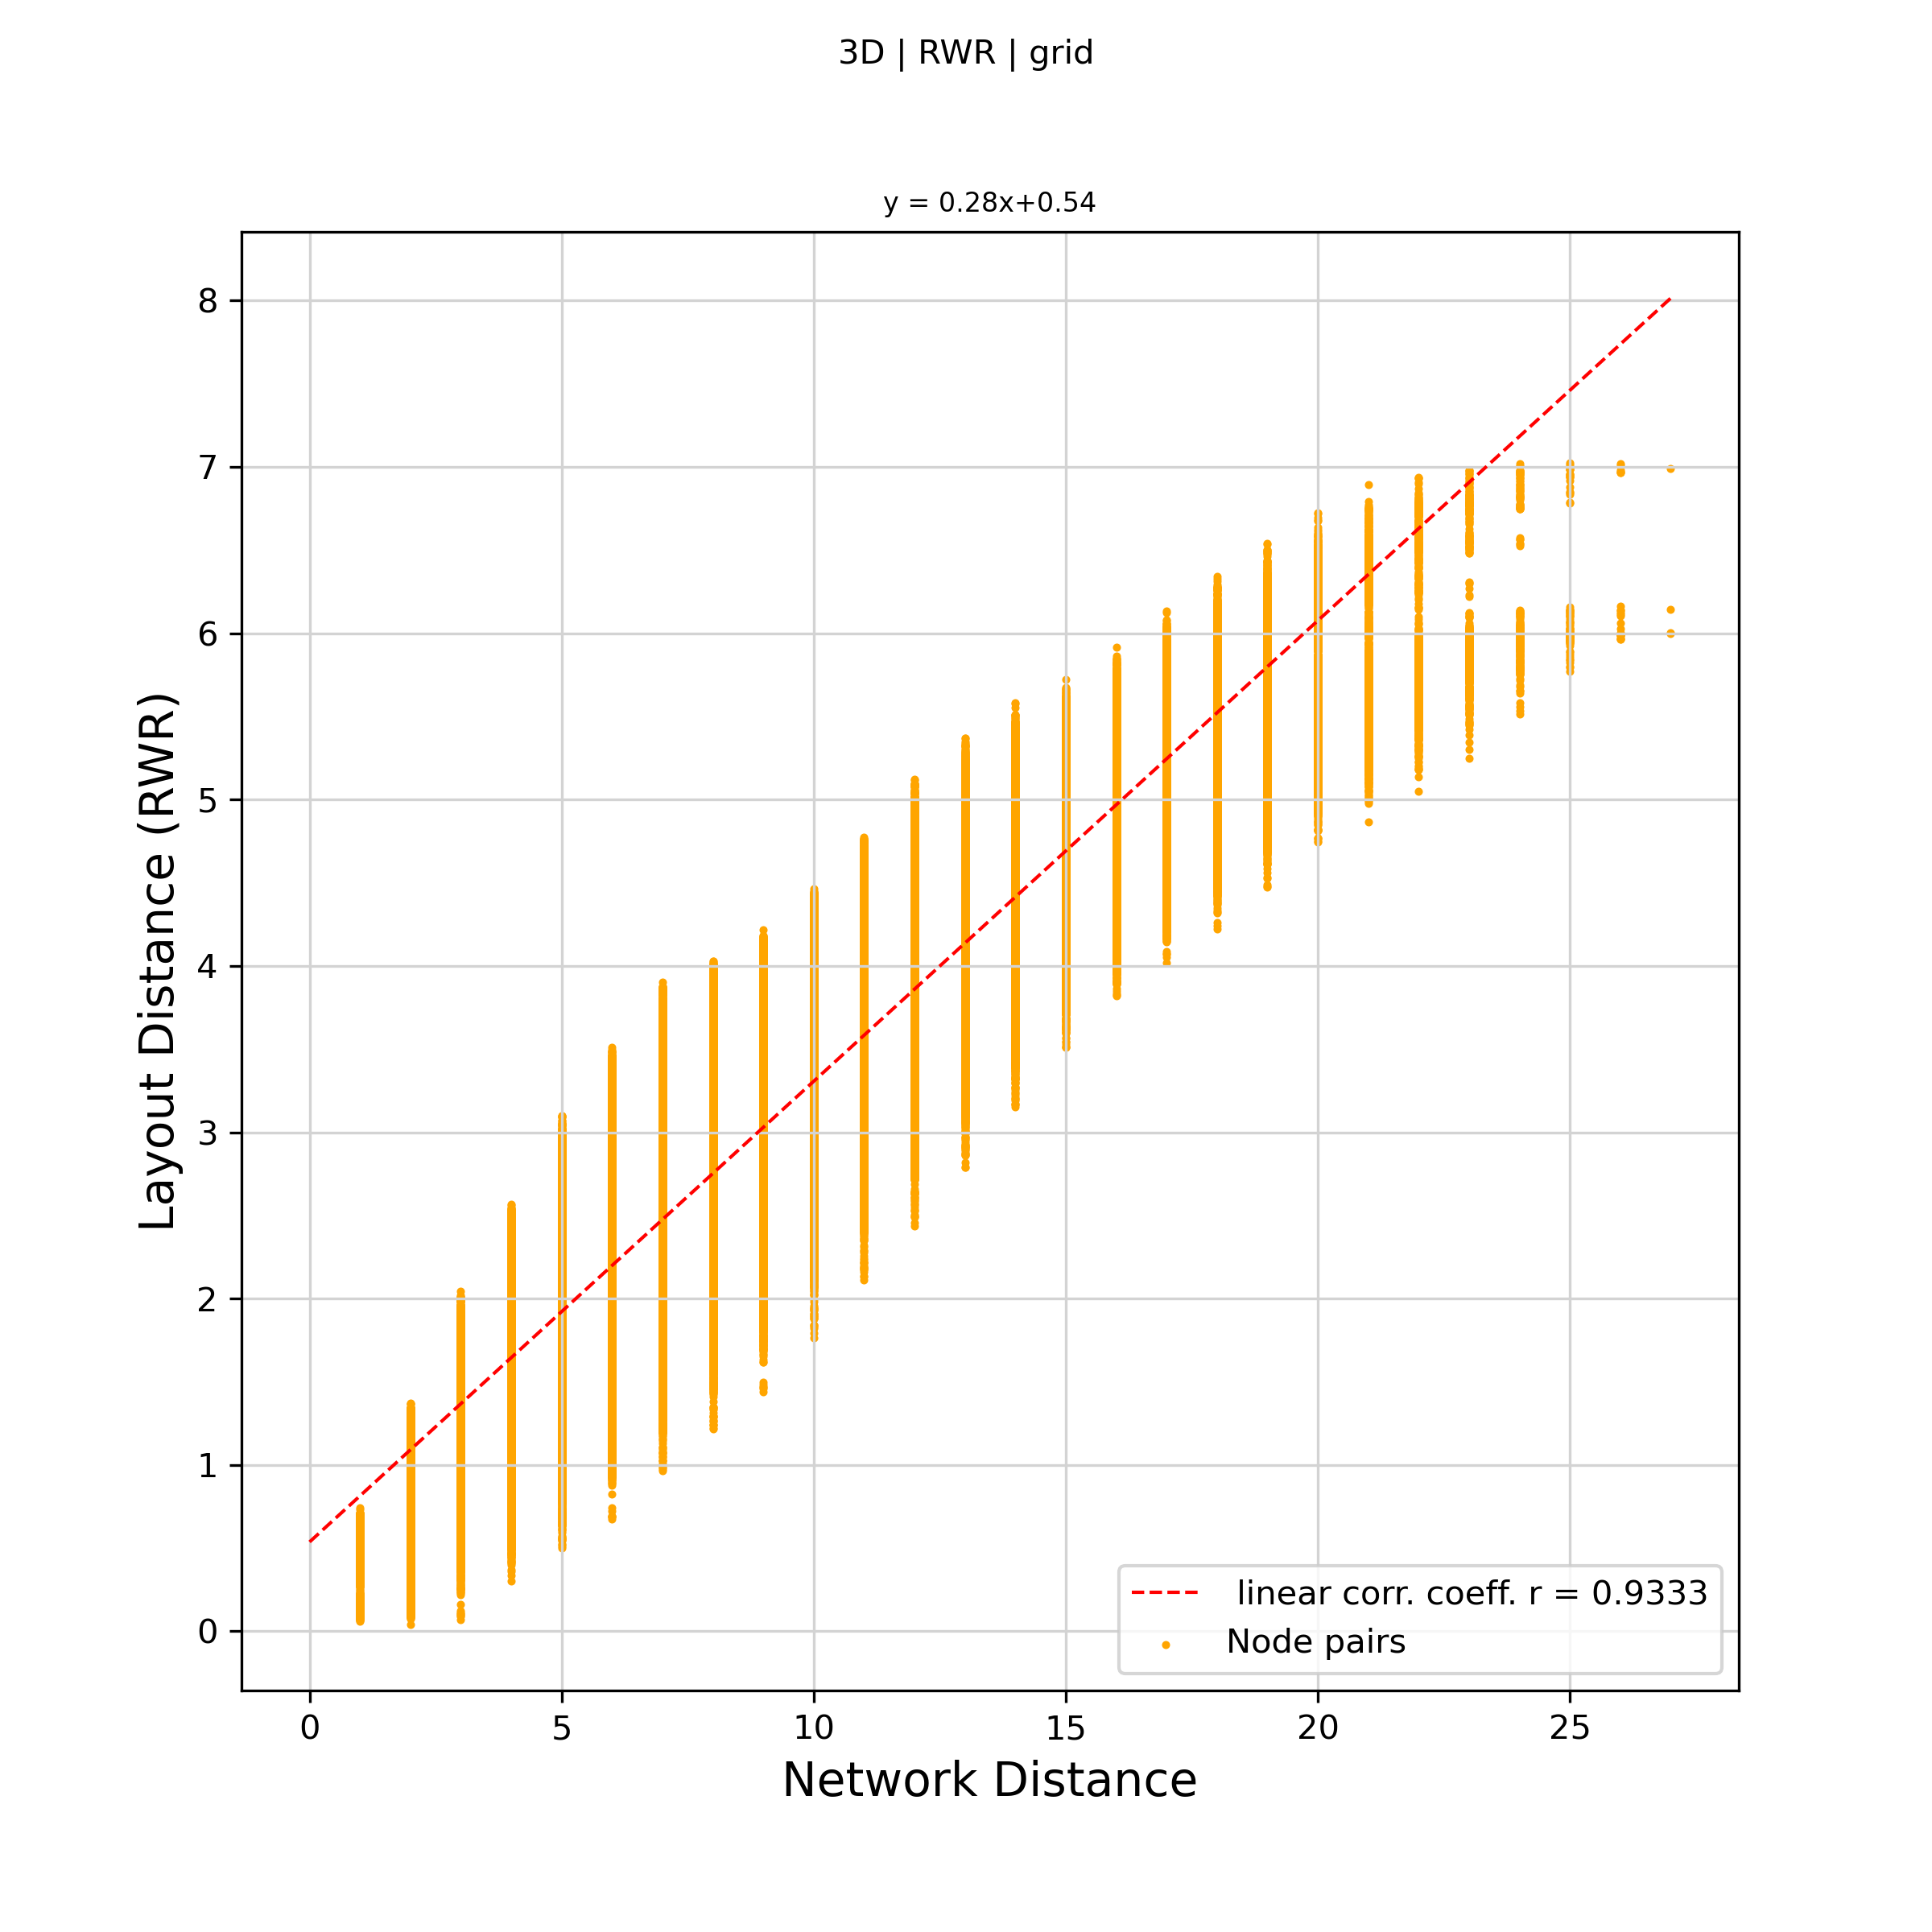 3D | RWR | grid
y = 0.28x+0.54
8
7
6
5
4
3
2
1
0
Layout Distance (RWR)
linear corr. coeff. r = 0.9333
Node pairs
0 5 10 15 20 25
Network Distance